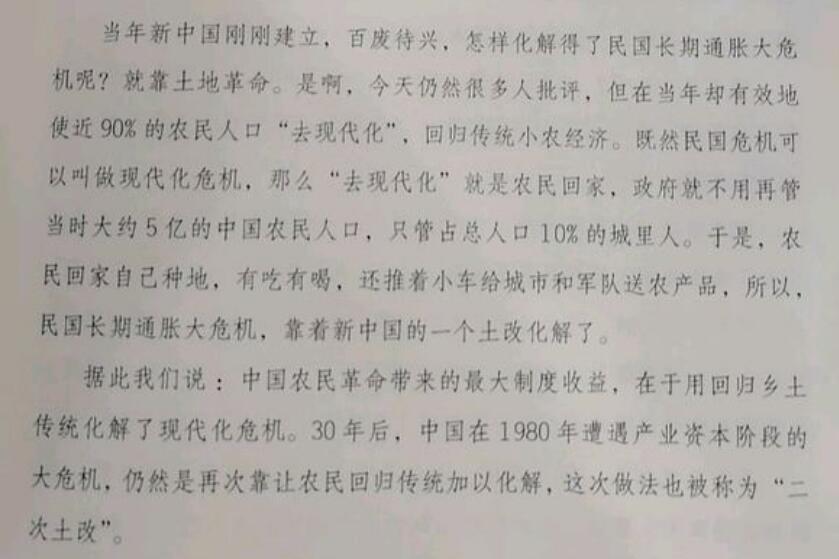 当年新中国刚刚建立，百废待兴，怎样化解得了民国长期通胀大危
机呢？就靠土地革命。是啊，今天仍然很多人批评，但在当年却有效地
使近90%的农民人口“去现代化”，回归传统小农经济。既然民国危机可
以叫做现代化危机，那么“去现代化”就是农民回家，政府就不用再管
当时大约5亿的中国农民人口，只管占总人口10%的城里人。于是，农
民回家自己种地，有吃有喝，还推着小车给城市和军队送农产品，所以，
民国长期通胀大危机，靠着新中国的一个土改化解了。
据此我们说：中国农民革命带来的最大制度收益，在于用回归乡土
传统化解了现代化危机。30年后，中国在1980年遭遇产业资本阶段的
大危机，仍然是再次靠让农民回归传统加以化解，这次做法也被称为“二
次土改”。